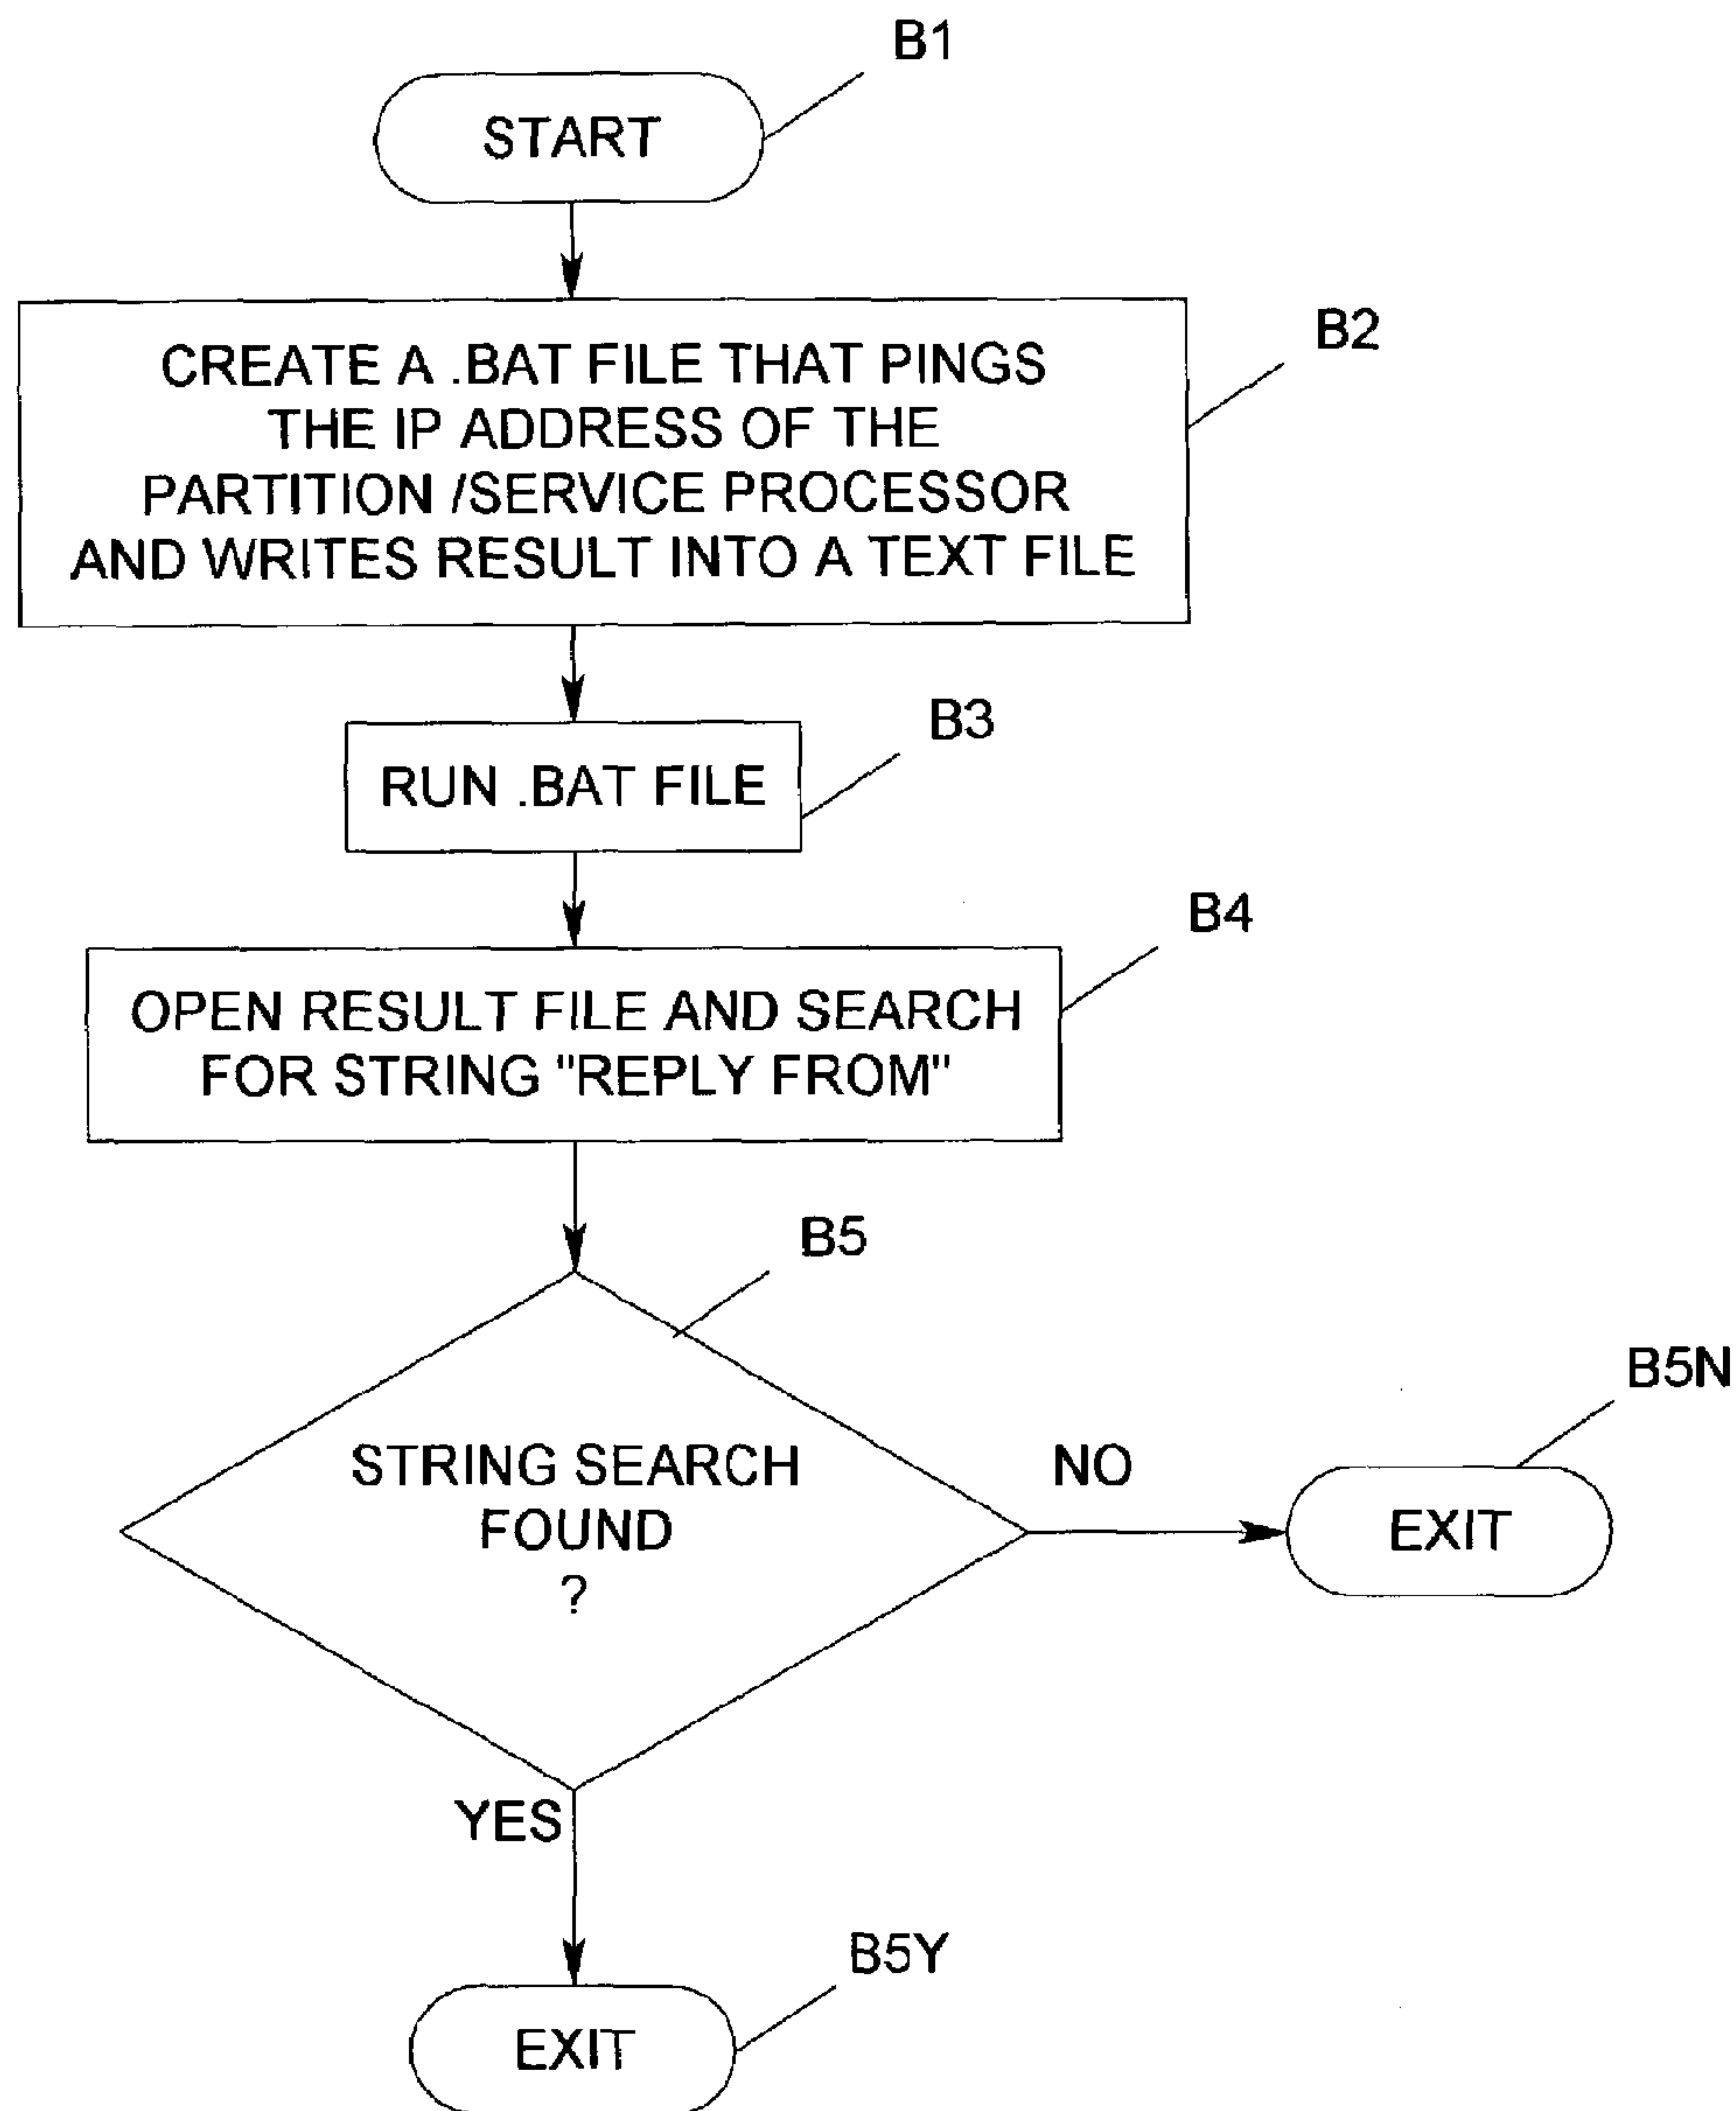 B1
START
B2
CREATE A .BAT FILE THAT PINGS
THE IP ADDRESS OF THE
PARTITION /SERVICE PROCESSOR
AND WRITES RESULT INTO A TEXT FILE
B3
RUN .BAT FILE
B4
OPEN RESULT FILE AND SEARCH
FOR STRING "REPLY FROM"
B5
STRING SEARCH
FOUND
?
NO
B5N
EXIT
YES
B5Y
EXIT